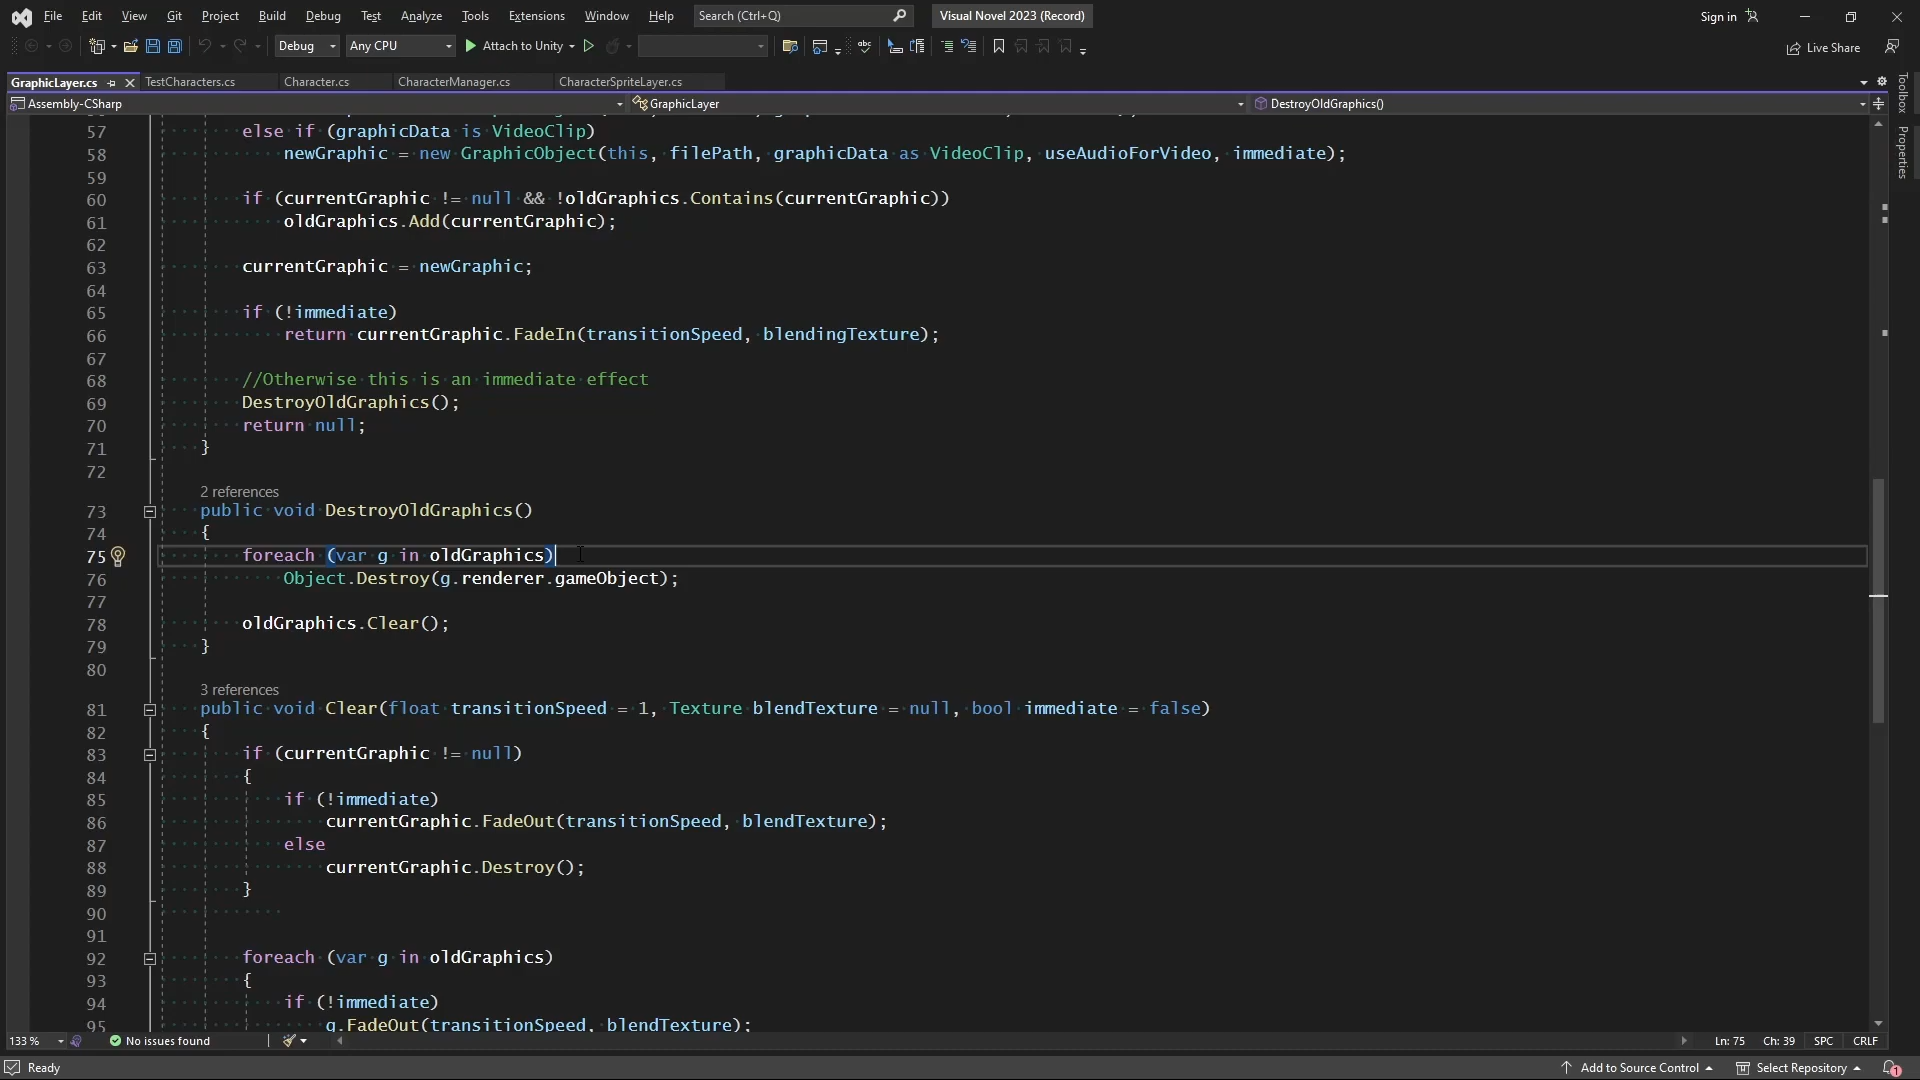 File Edit View Git Project Build Debug Test Analyze Tools Extensions Window Help Search (Ctrl+Q) Visual Novel 2023 (Record) Sign in
Debug Any CPU Attach to Unity Live Share
GraphicLayer.cs TestCharacters.cs Character.cs CharacterManager.cs CharacterSpriteLayer.cs
Assembly-CSharp GraphicLayer DestroyOldGraphics()
Toolbox
Properties
57 else if (graphicData is VideoClip)
58 newGraphic = new GraphicObject(this, filePath, graphicData as VideoClip, useAudioForVideo, immediate);
59
60 if (currentGraphic != null && !oldGraphics.Contains(currentGraphic))
61 oldGraphics.Add(currentGraphic);
62
63 currentGraphic = newGraphic;
64
65 if (!immediate)
66 return currentGraphic.FadeIn(transitionSpeed, blendingTexture);
67
68 //Otherwise this is an immediate effect
69 DestroyOldGraphics();
70 return null;
71 }
72
2 references
73 public void DestroyOldGraphics()
74 {
75 foreach (var g in oldGraphics)
76 Object.Destroy(g.renderer.gameObject);
77
78 oldGraphics.Clear();
79 }
80
3 references
81 public void Clear(float transitionSpeed = 1, Texture blendTexture = null, bool immediate = false)
82 {
83 if (currentGraphic != null)
84 {
85 if (!immediate)
86 currentGraphic.FadeOut(transitionSpeed, blendTexture);
87 else
88 currentGraphic.Destroy();
89 }
90
91
92 foreach (var g in oldGraphics)
93 {
94 if (!immediate)
95 g.FadeOut(transitionSpeed, blendTexture);
133 % No issues found Ln: 75 Ch: 39 SPC CRLF
Ready Add to Source Control Select Repository 1